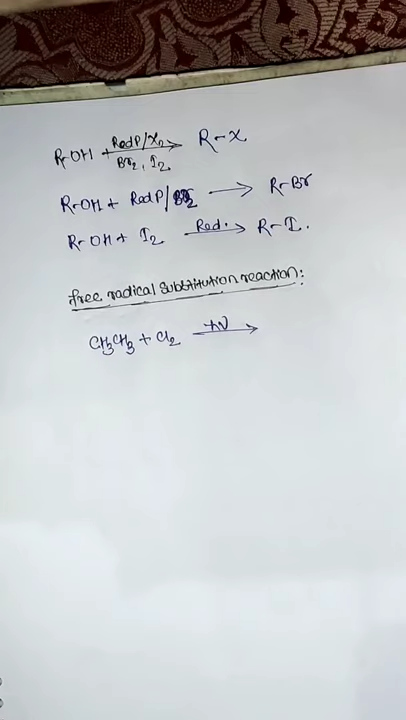 R-OH + Red P/X₂ → R-X
Br₂, I₂
R-OH + Red P/Br₂ → R-Br
R-OH + I₂ Red. → R-I.
free radical substitution reaction:
CH₃CH₃ + Cl₂ hν →